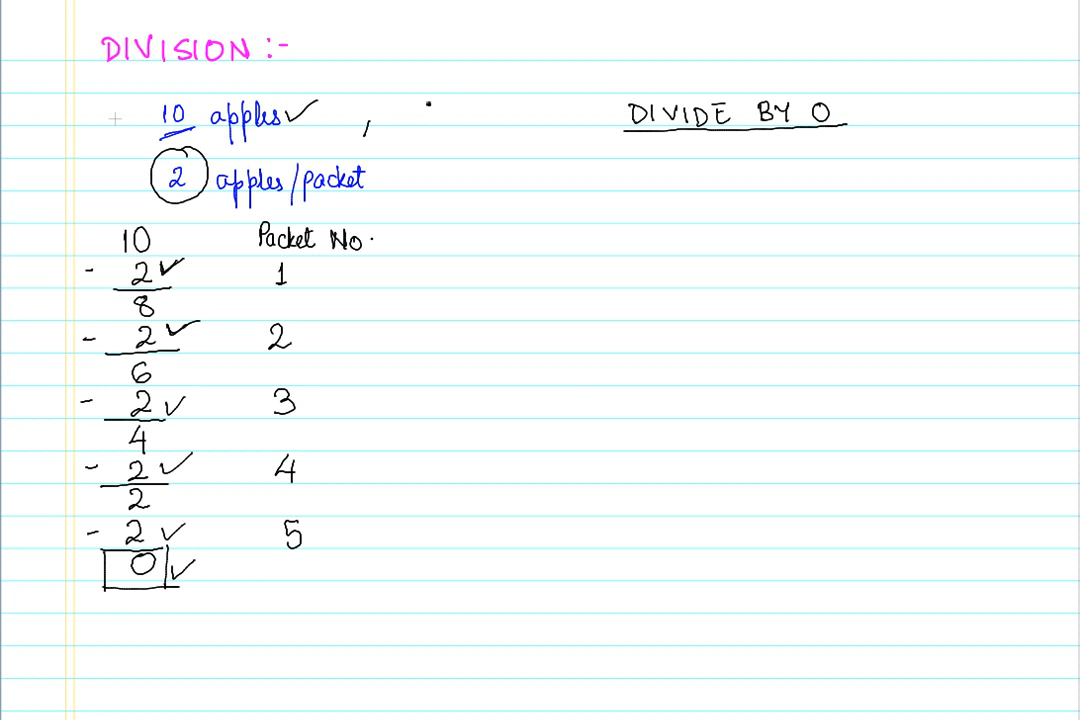 DIVISION :-
10 apples✓ ,
DIVIDE BY 0
2 apples/packet
10 Packet No.
- 2✓ 1
8
- 2✓ 2
6
- 2✓ 3
4
- 2✓ 4
2
- 2✓ 5
0✓